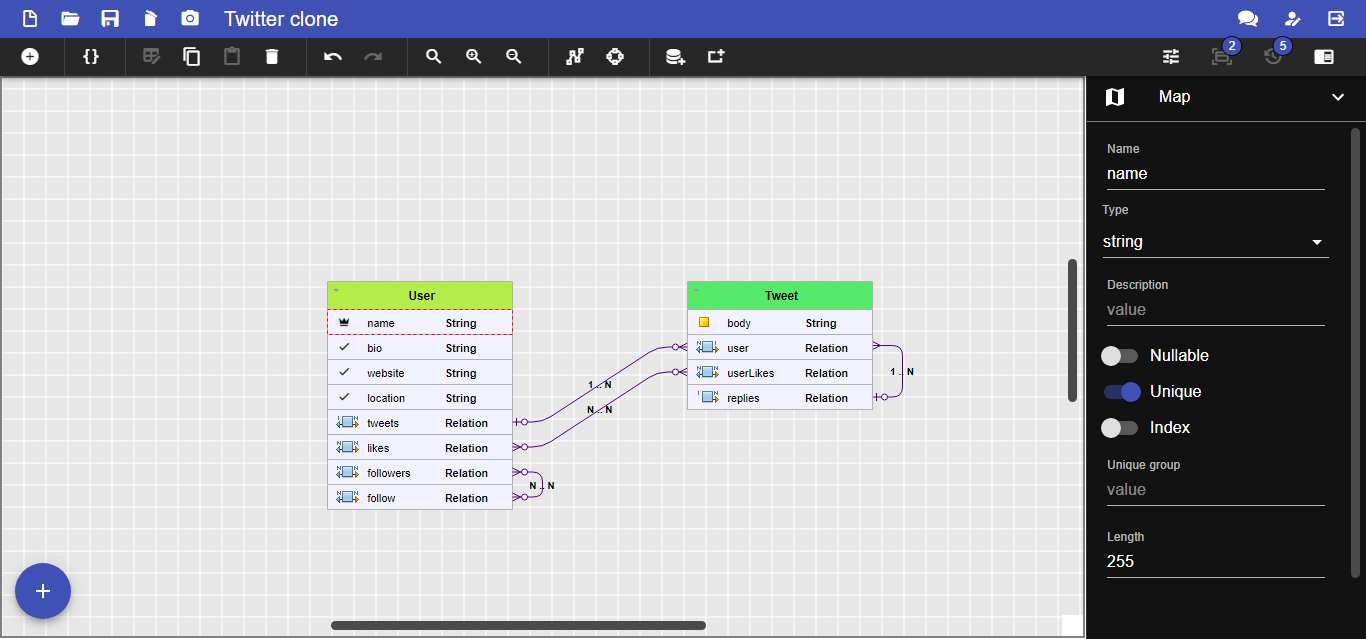 Twitter clone
{}
2
5
Map
Name
name
Type
string
Description
value
Nullable
Unique
Index
Unique group
value
Length
255
User
name String
bio String
website String
location String
tweets Relation
likes Relation
followers Relation
follow Relation
Tweet
body String
user Relation
userLikes Relation
replies Relation
1 .. N
N .. N
N .. N
1 .. N
+